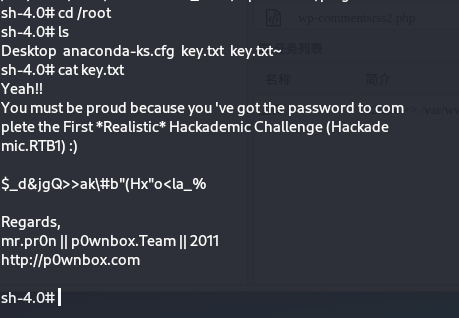 wp-commentsrss2.php
sh-4.0# cd /root
sh-4.0# ls
Desktop anaconda-ks.cfg key.txt key.txt~
名称 简介
sh-4.0# cat key.txt
Yeah!!
You must be proud because you 've got the password to com
plete the First *Realistic* Hackademic Challenge (Hackade
mic.RTB1) :)
$_d&jgQ>>ak\#b"(Hx"o<la_%
Regards,
mr.pr0n || p0wnbox.Team || 2011
http://p0wnbox.com
sh-4.0#